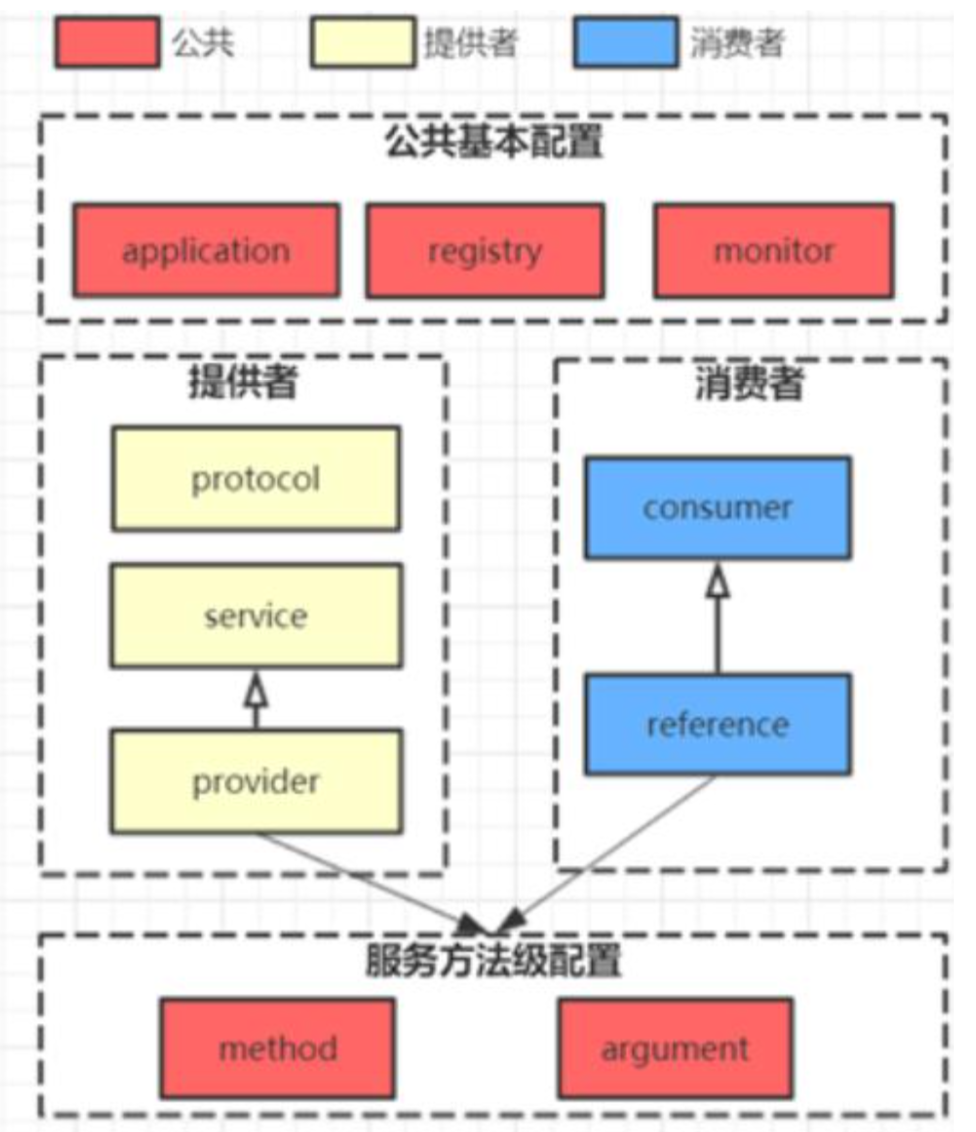 公共 提供者 消费者
公共基本配置
application registry monitor
提供者
protocol
service
provider
消费者
consumer
reference
服务方法级配置
method argument